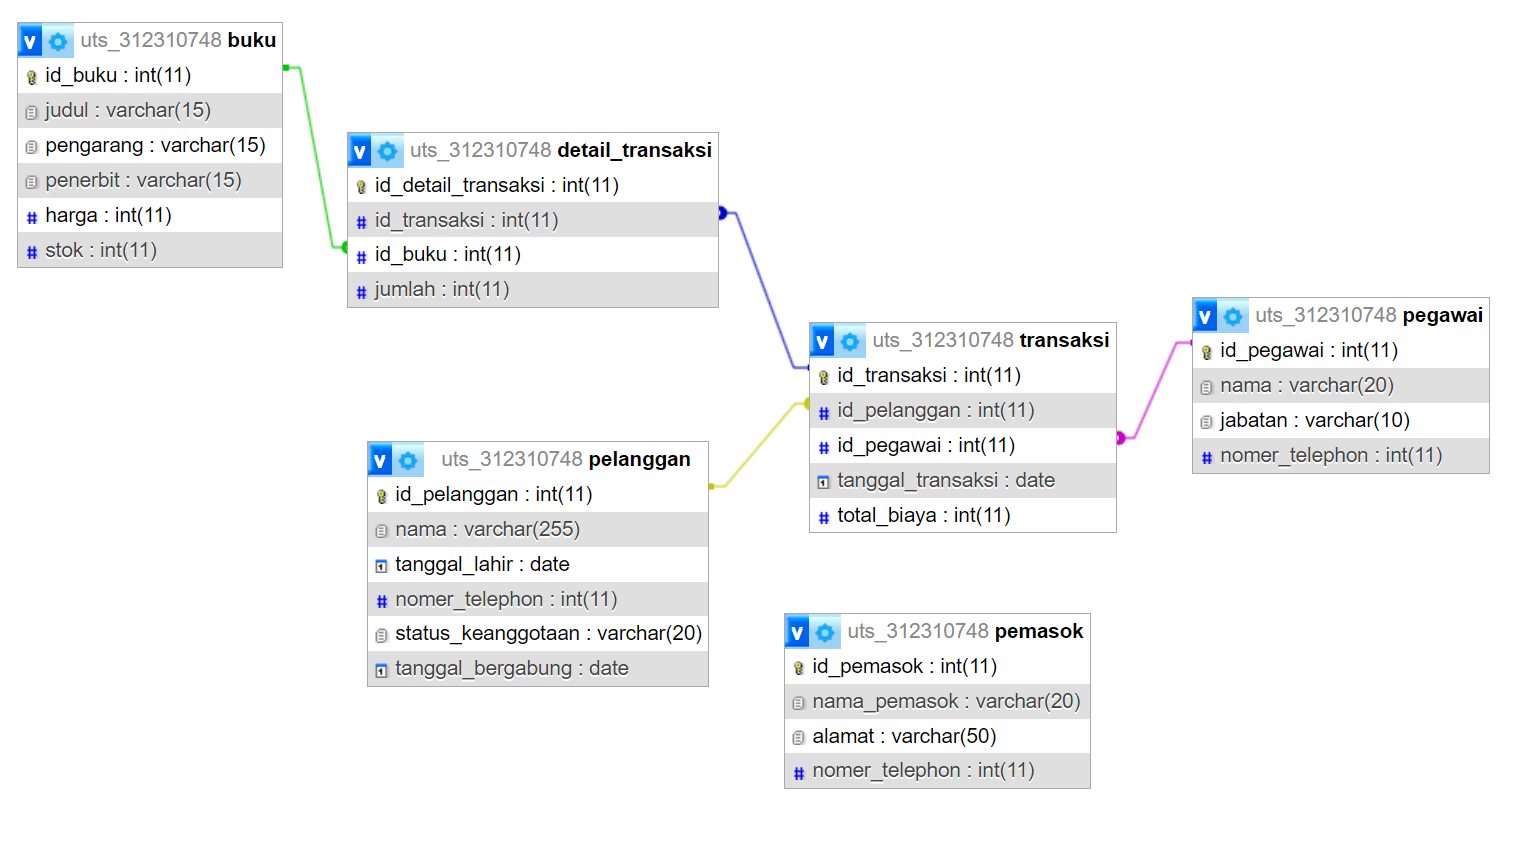 uts_312310748 buku
id_buku : int(11)
judul : varchar(15)
pengarang : varchar(15)
penerbit : varchar(15)
harga : int(11)
stok : int(11)
uts_312310748 detail_transaksi
id_detail_transaksi : int(11)
id_transaksi : int(11)
id_buku : int(11)
jumlah : int(11)
uts_312310748 transaksi
id_transaksi : int(11)
id_pelanggan : int(11)
id_pegawai : int(11)
tanggal_transaksi : date
total_biaya : int(11)
uts_312310748 pegawai
id_pegawai : int(11)
nama : varchar(20)
jabatan : varchar(10)
nomer_telephon : int(11)
uts_312310748 pelanggan
id_pelanggan : int(11)
nama : varchar(255)
tanggal_lahir : date
nomer_telephon : int(11)
status_keanggotaan : varchar(20)
tanggal_bergabung : date
uts_312310748 pemasok
id_pemasok : int(11)
nama_pemasok : varchar(20)
alamat : varchar(50)
nomer_telephon : int(11)